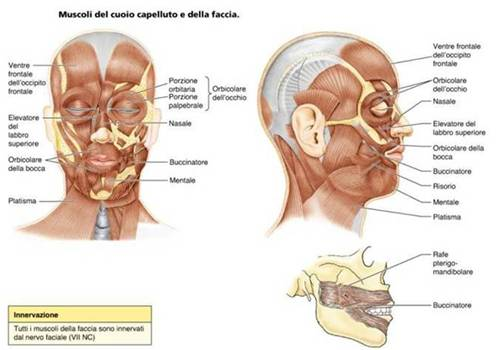 Muscoli del cuoio capelluto e della faccia.
Ventre
frontale
dell'occipito
frontale
Elevatore
del
labbro
superiore
Orbicolare
della bocca
Platisma
Porzione
orbitaria
Porzione
palpebrale
Orbicolare
dell'occhio
Nasale
Buccinatore
Mentale
Ventre frontale
dell'occipito
frontale
Orbicolare
dell'occhio
Nasale
Elevatore del
labbro superiore
Orbicolare della
bocca
Buccinatore
Risorio
Mentale
Platisma
Rafe
pterigo-
mandibolare
Buccinatore
Innervazione
Tutti i muscoli della faccia sono innervati
dal nervo faciale (VII NC)